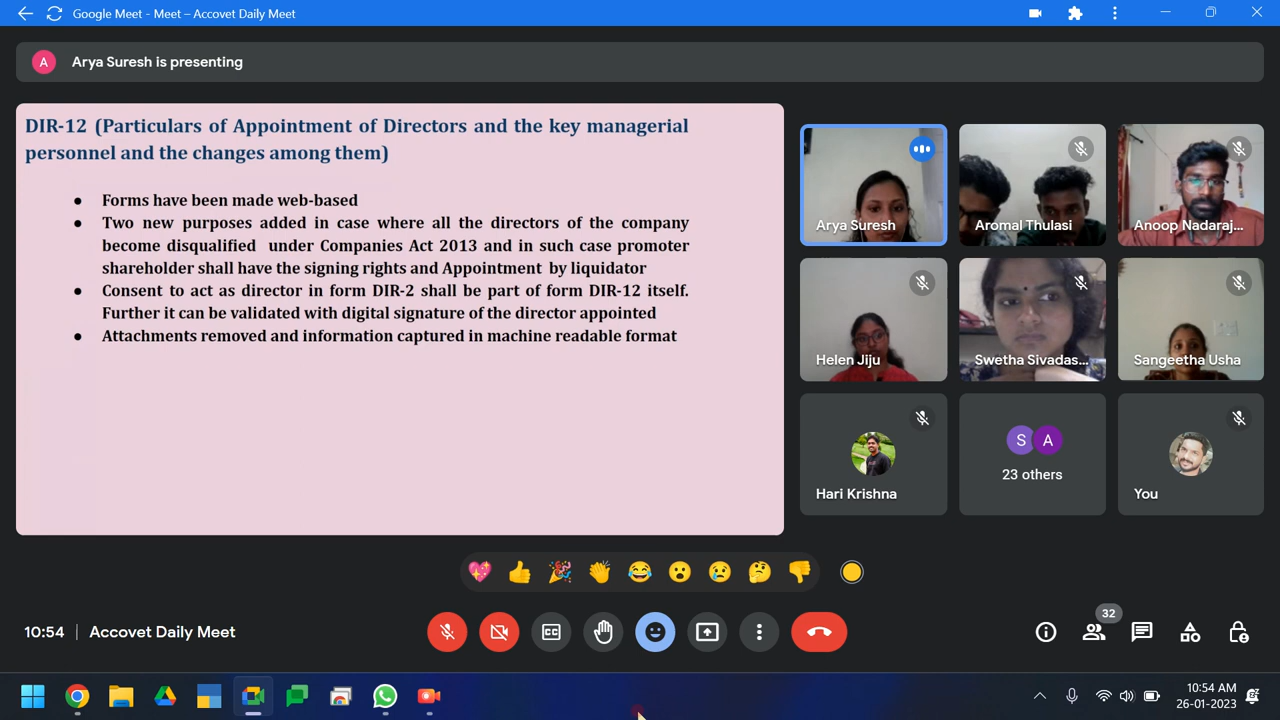 Google Meet - Meet – Accovet Daily Meet
A Arya Suresh is presenting
DIR-12 (Particulars of Appointment of Directors and the key managerial
personnel and the changes among them)
● Forms have been made web-based
● Two new purposes added in case where all the directors of the company
become disqualified under Companies Act 2013 and in such case promoter
shareholder shall have the signing rights and Appointment by liquidator
● Consent to act as director in form DIR-2 shall be part of form DIR-12 itself.
Further it can be validated with digital signature of the director appointed
● Attachments removed and information captured in machine readable format
Arya Suresh
Aromal Thulasi
Anoop Nadaraj...
Helen Jiju
Swetha Sivadas...
Sangeetha Usha
Hari Krishna
S A
23 others
You
10:54 | Accovet Daily Meet
32
10:54 AM
26-01-2023